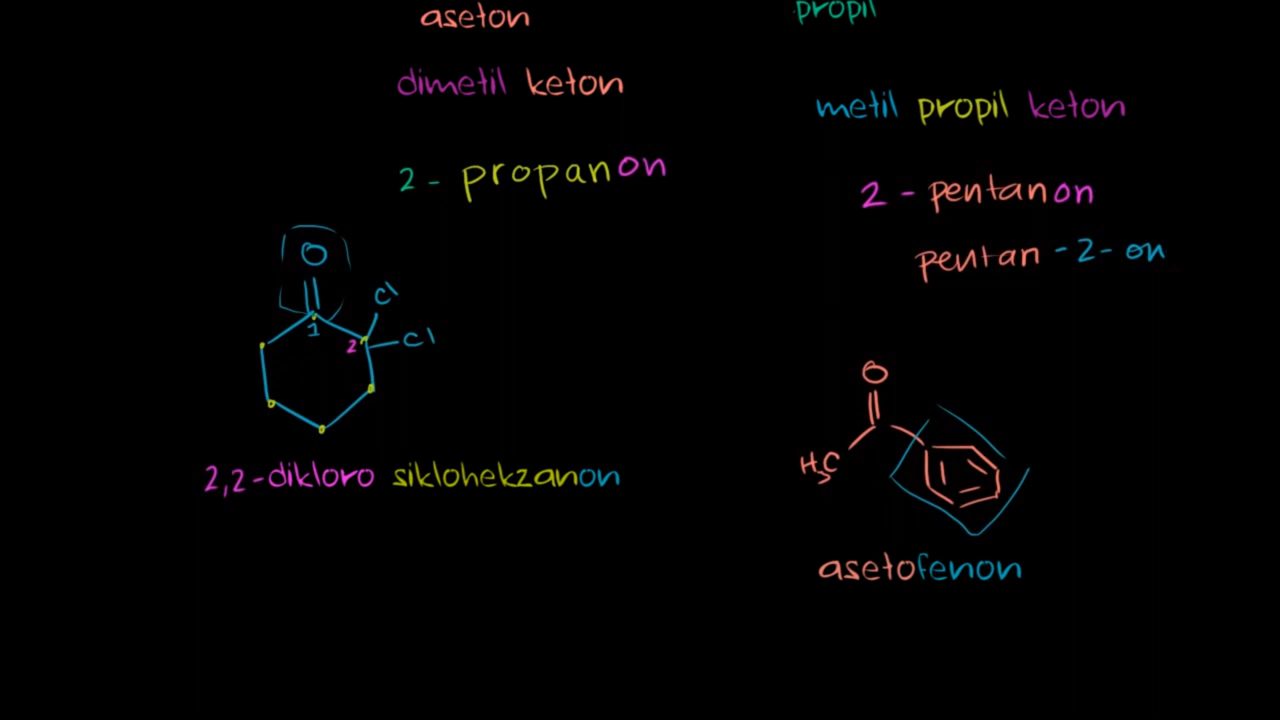 aseton
dimetil keton
2 - propanon
propil
metil propil keton
2 - pentanon
pentan - 2 - on
O
Cl
1
2
Cl
2,2-dikloro siklohekzanon
O
H3C
asetofenon